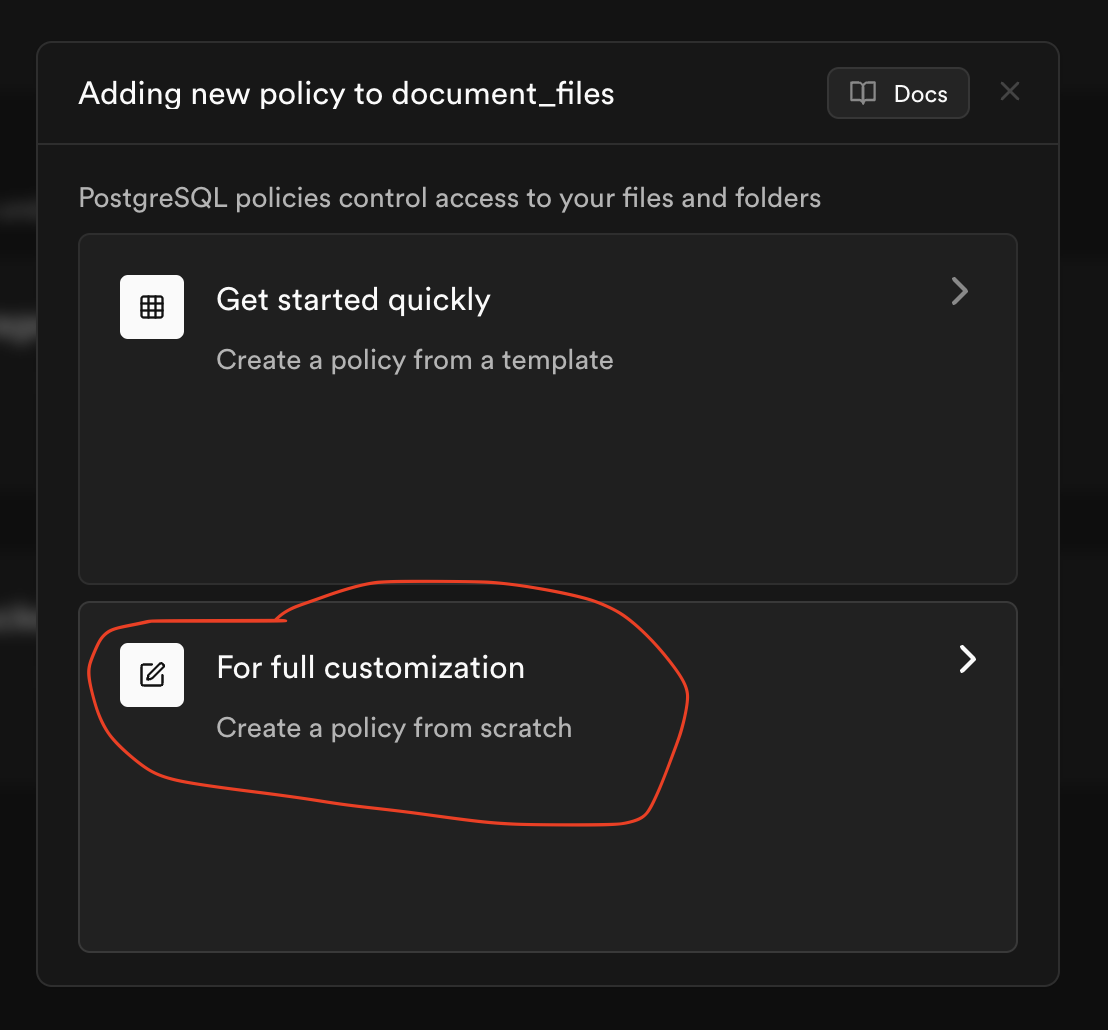 Adding new policy to document_files
Docs
PostgreSQL policies control access to your files and folders
Get started quickly
Create a policy from a template
For full customization
Create a policy from scratch